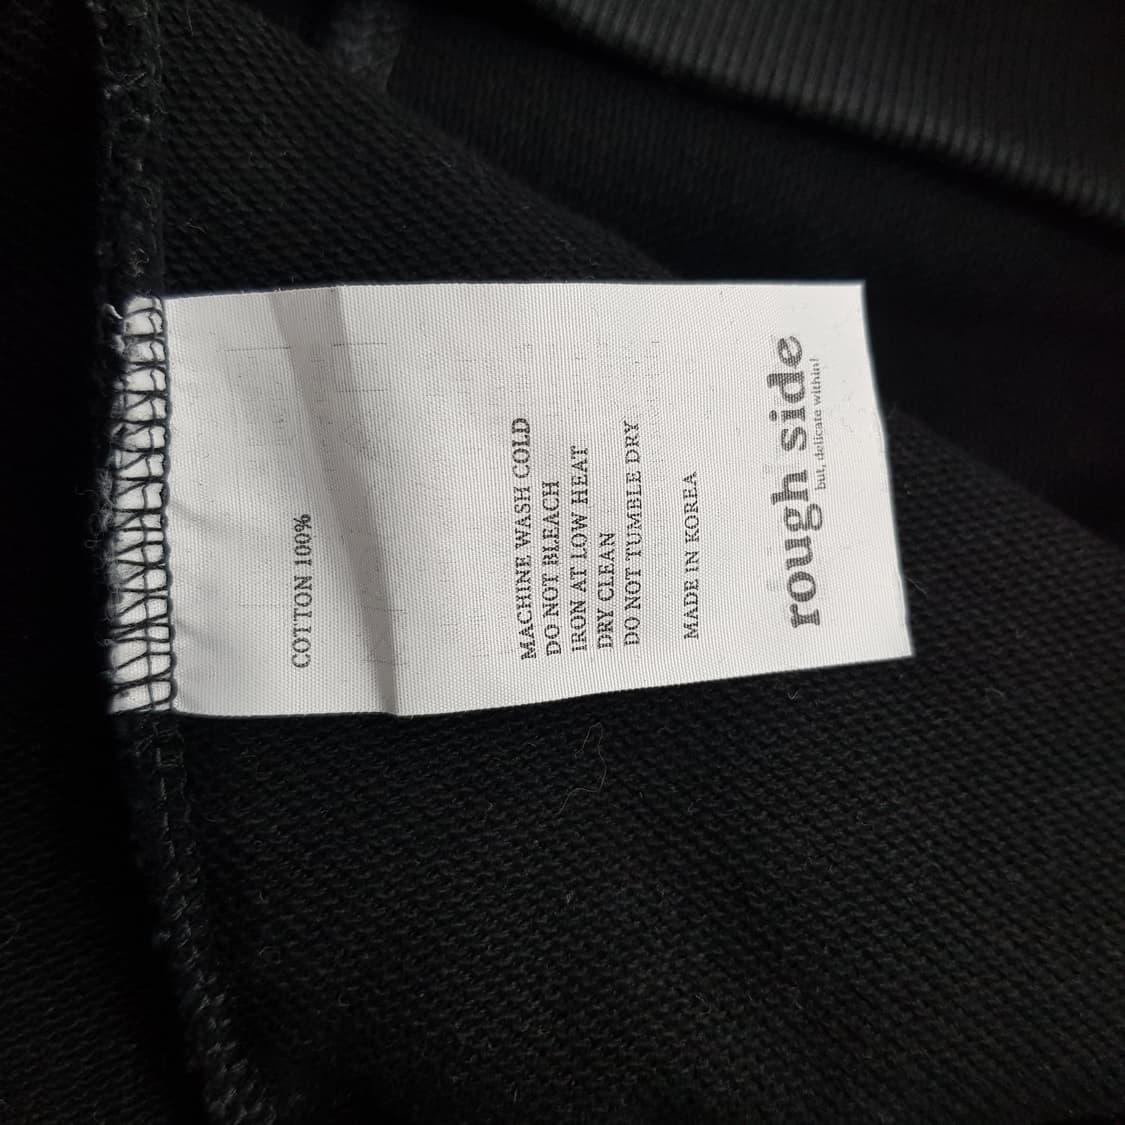 COTTON 100%
MACHINE WASH COLD
DO NOT BLEACH
IRON AT LOW HEAT
DRY CLEAN
DO NOT TUMBLE DRY
MADE IN KOREA
rough side
but, delicate within!